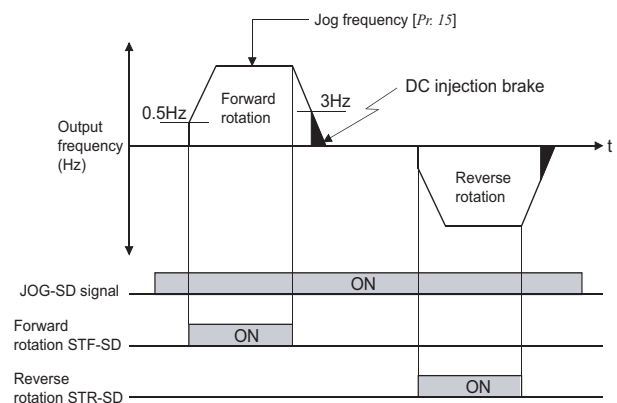 Jog frequency [Pr. 15]
DC injection brake
0.5Hz
Forward
rotation
3Hz
Output
frequency
(Hz)
t
Reverse
rotation
JOG-SD signal
ON
Forward
rotation STF-SD
ON
Reverse
rotation STR-SD
ON